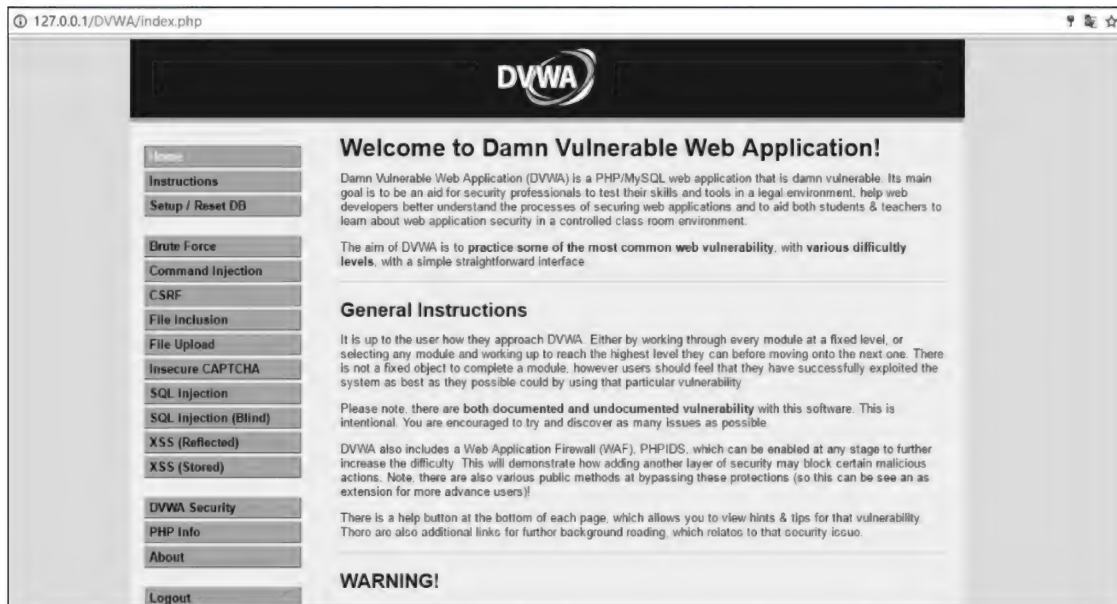 127.0.0.1/DVWA/index.php
DVWA
Home
Instructions
Setup / Reset DB
Brute Force
Command Injection
CSRF
File Inclusion
File Upload
Insecure CAPTCHA
SQL Injection
SQL Injection (Blind)
XSS (Reflected)
XSS (Stored)
DVWA Security
PHP Info
About
Logout
Welcome to Damn Vulnerable Web Application!
Damn Vulnerable Web Application (DVWA) is a PHP/MySQL web application that is damn vulnerable. Its main
goal is to be an aid for security professionals to test their skills and tools in a legal environment, help web
developers better understand the processes of securing web applications and to aid both students & teachers to
learn about web application security in a controlled class room environment.
The aim of DVWA is to practice some of the most common web vulnerability, with various difficultly
levels, with a simple straightforward interface.
General Instructions
It is up to the user how they approach DVWA. Either by working through every module at a fixed level, or
selecting any module and working up to reach the highest level they can before moving onto the next one. There
is not a fixed object to complete a module, however users should feel that they have successfully exploited the
system as best as they possible could by using that particular vulnerability.
Please note, there are both documented and undocumented vulnerability with this software. This is
intentional. You are encouraged to try and discover as many issues as possible.
DVWA also includes a Web Application Firewall (WAF), PHPIDS, which can be enabled at any stage to further
increase the difficulty. This will demonstrate how adding another layer of security may block certain malicious
actions. Note, there are also various public methods at bypassing these protections (so this can be see an as
extension for more advance users)!
There is a help button at the bottom of each page, which allows you to view hints & tips for that vulnerability.
There are also additional links for further background reading, which relates to that security issue.
WARNING!